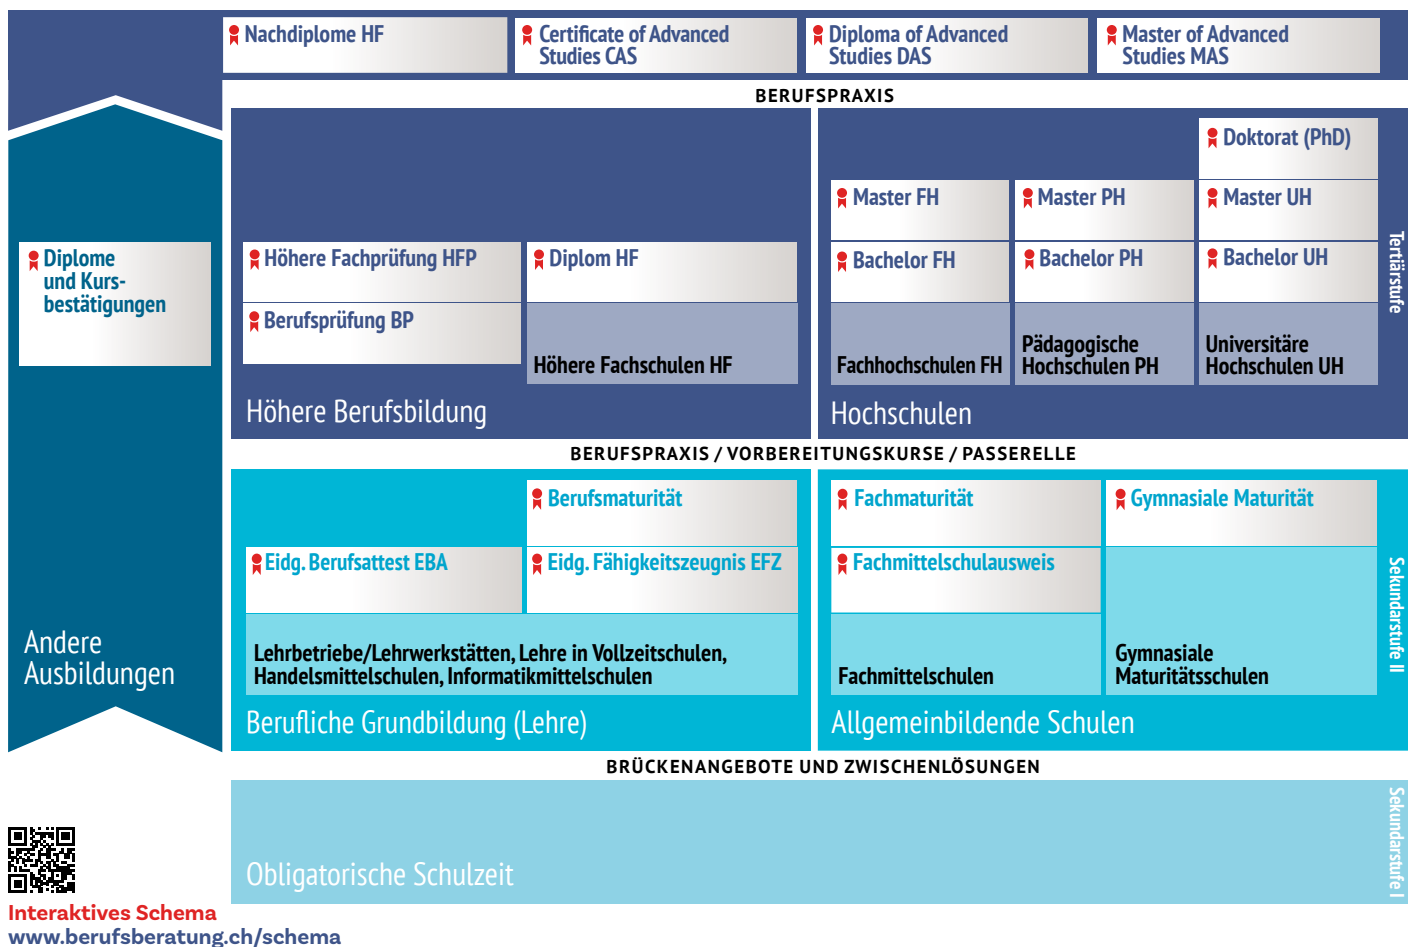 Nachdiplome HF
Certificate of Advanced
Studies CAS
Diploma of Advanced
Studies DAS
Master of Advanced
Studies MAS
BERUFSPRAXIS
Doktorat (PhD)
Master FH
Master PH
Master UH
Diplome
und Kurs-
bestätigungen
Höhere Fachprüfung HFP
Diplom HF
Bachelor FH
Bachelor PH
Bachelor UH
Berufsprüfung BP
Höhere Fachschulen HF
Fachhochschulen FH
Pädagogische
Hochschulen PH
Universitäre
Hochschulen UH
Höhere Berufsbildung
Hochschulen
Tertiärstufe
BERUFSPRAXIS / VORBEREITUNGSKURSE / PASSERELLE
Berufsmaturität
Fachmaturität
Gymnasiale Maturität
Eidg. Berufsattest EBA
Eidg. Fähigkeitszeugnis EFZ
Fachmittelschulausweis
Lehrbetriebe/Lehrwerkstätten, Lehre in Vollzeitschulen,
Handelsmittelschulen, Informatikmittelschulen
Fachmittelschulen
Gymnasiale
Maturitätsschulen
Andere
Ausbildungen
Berufliche Grundbildung (Lehre)
Allgemeinbildende Schulen
Sekundarstufe II
BRÜCKENANGEBOTE UND ZWISCHENLÖSUNGEN
Obligatorische Schulzeit
Sekundarstufe I
Interaktives Schema
www.berufsberatung.ch/schema